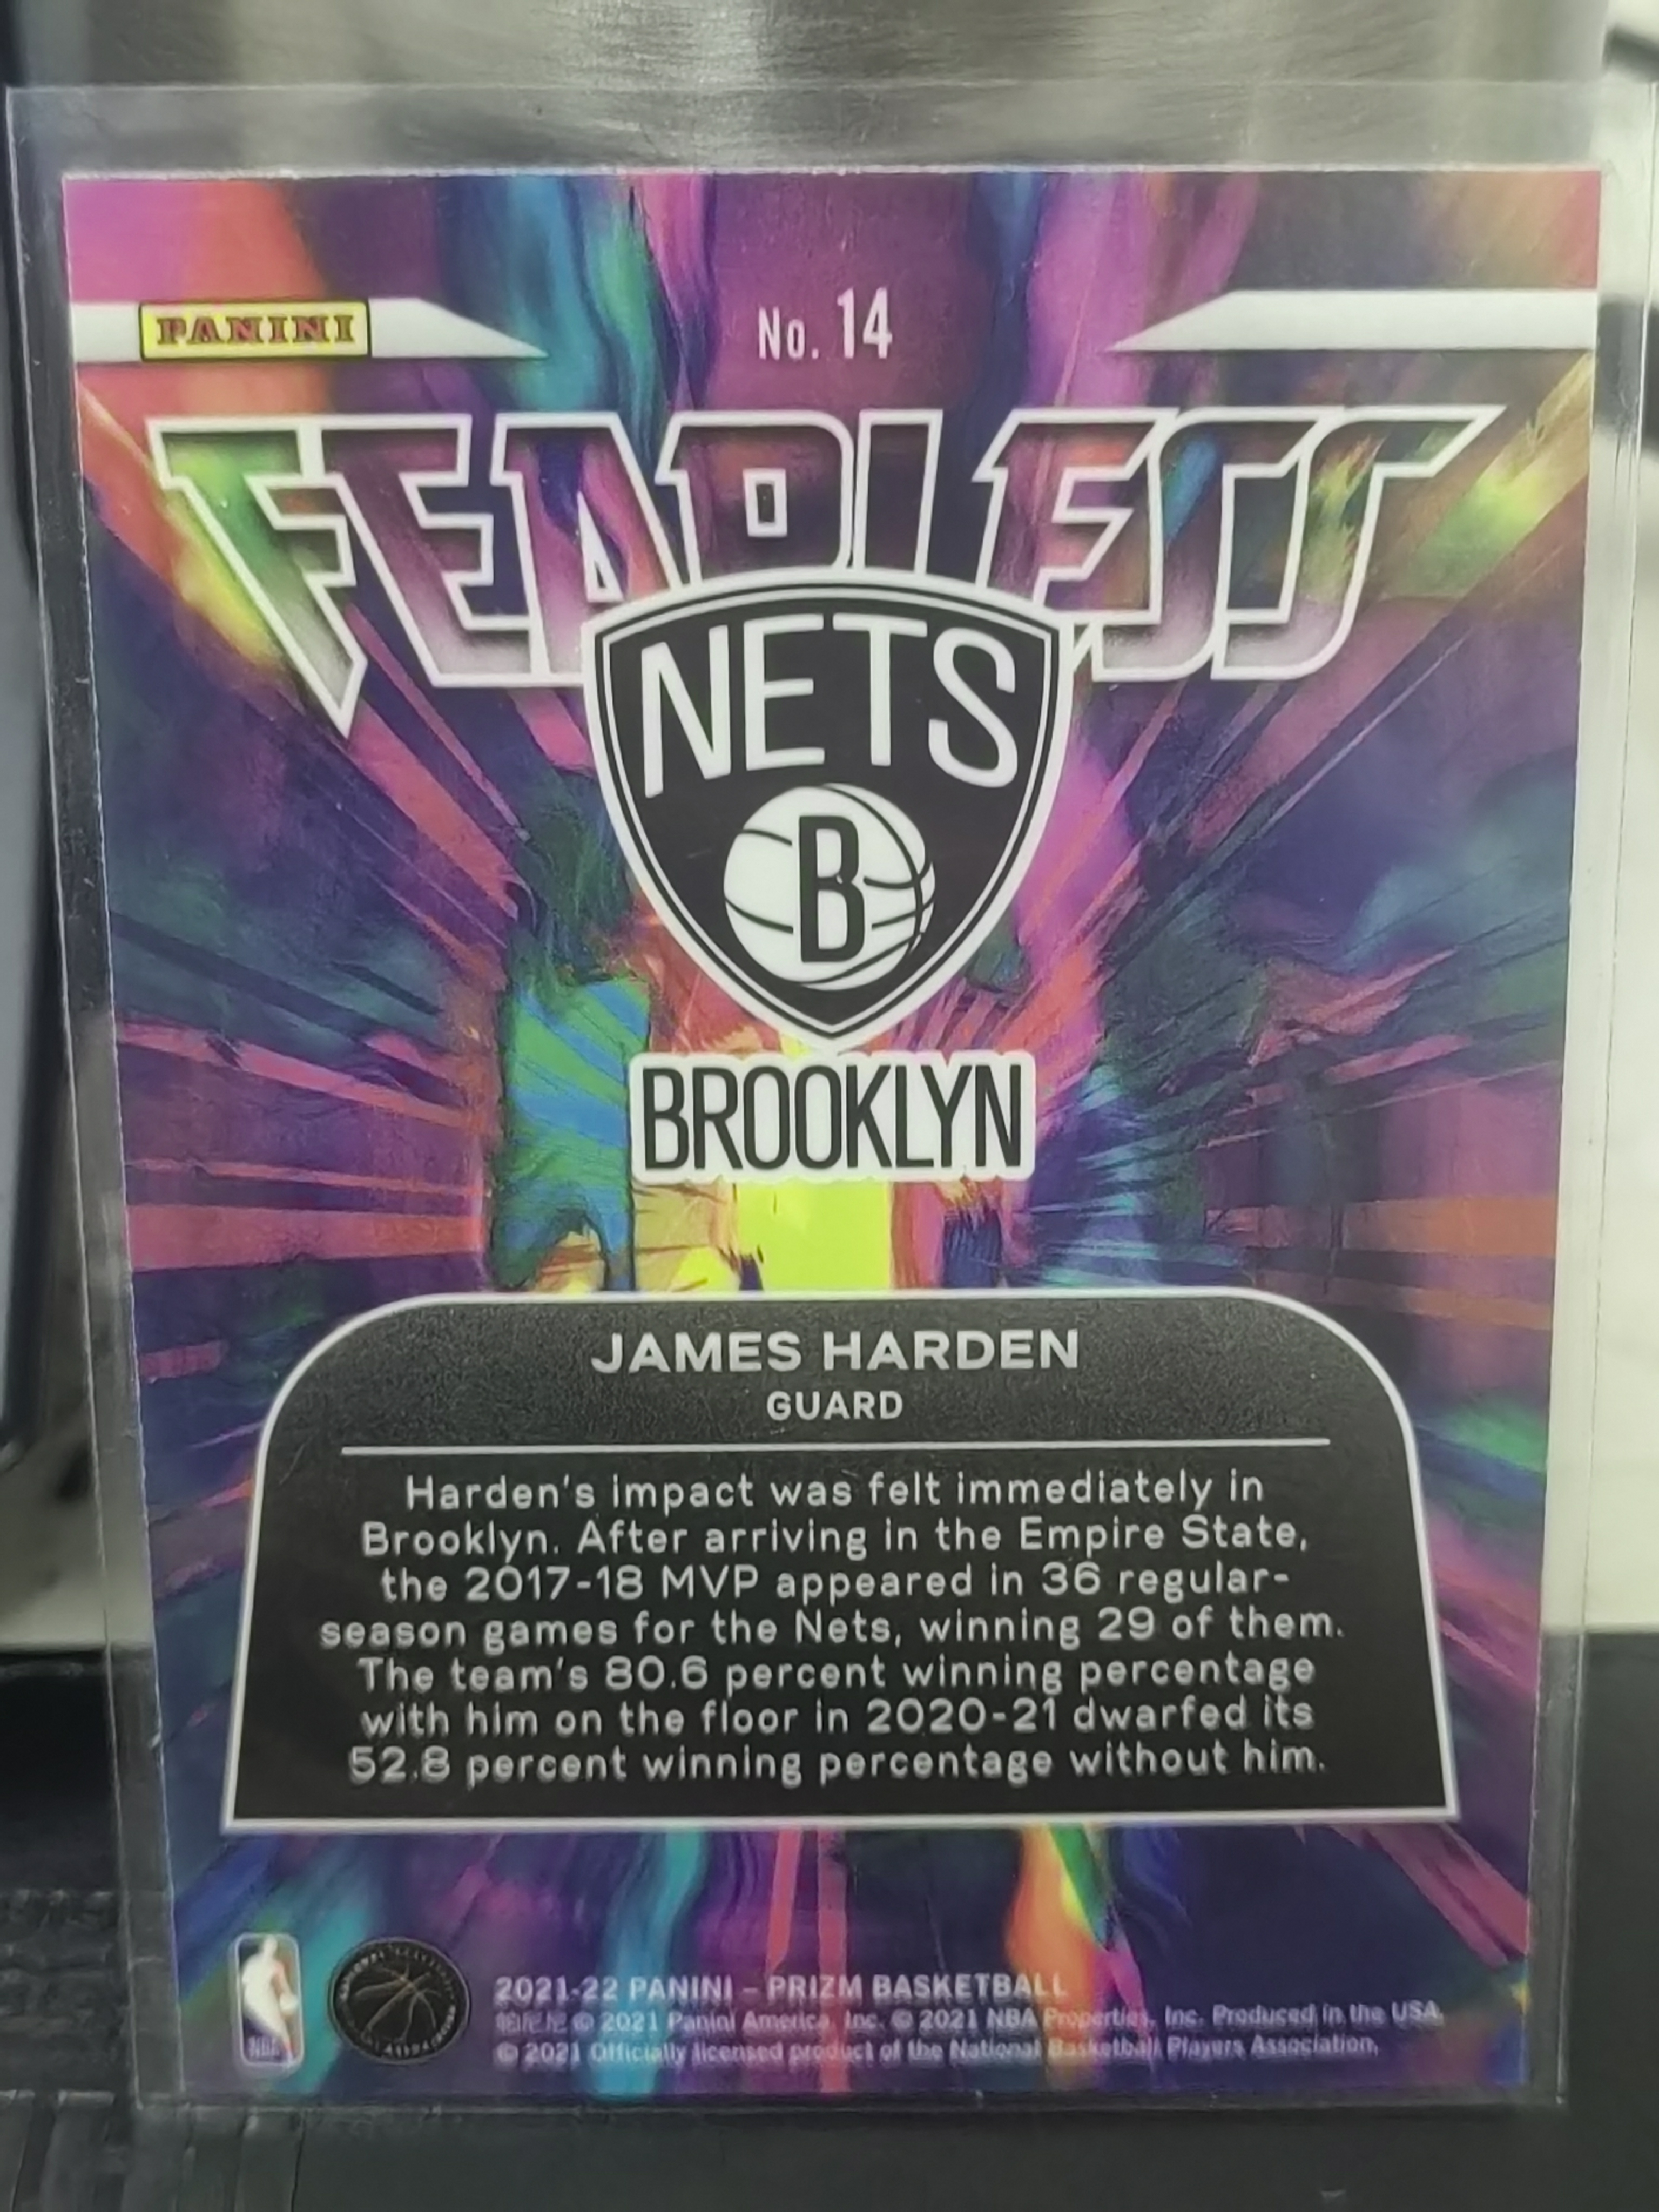 PANINI
No. 14
FEARLESS
NETS
B
BROOKLYN
JAMES HARDEN
GUARD
Harden's impact was felt immediately in
Brooklyn. After arriving in the Empire State,
the 2017-18 MVP appeared in 36 regular-
season games for the Nets, winning 29 of them.
The team's 80.6 percent winning percentage
with him on the floor in 2020-21 dwarfed its
52.8 percent winning percentage without him.
NBA
2021-22 PANINI – PRIZM BASKETBALL
帕尼尼 © 2021 Panini America, Inc. © 2021 NBA Properties, Inc. Produced in the USA.
© 2021 Officially licensed product of the National Basketball Players Association.